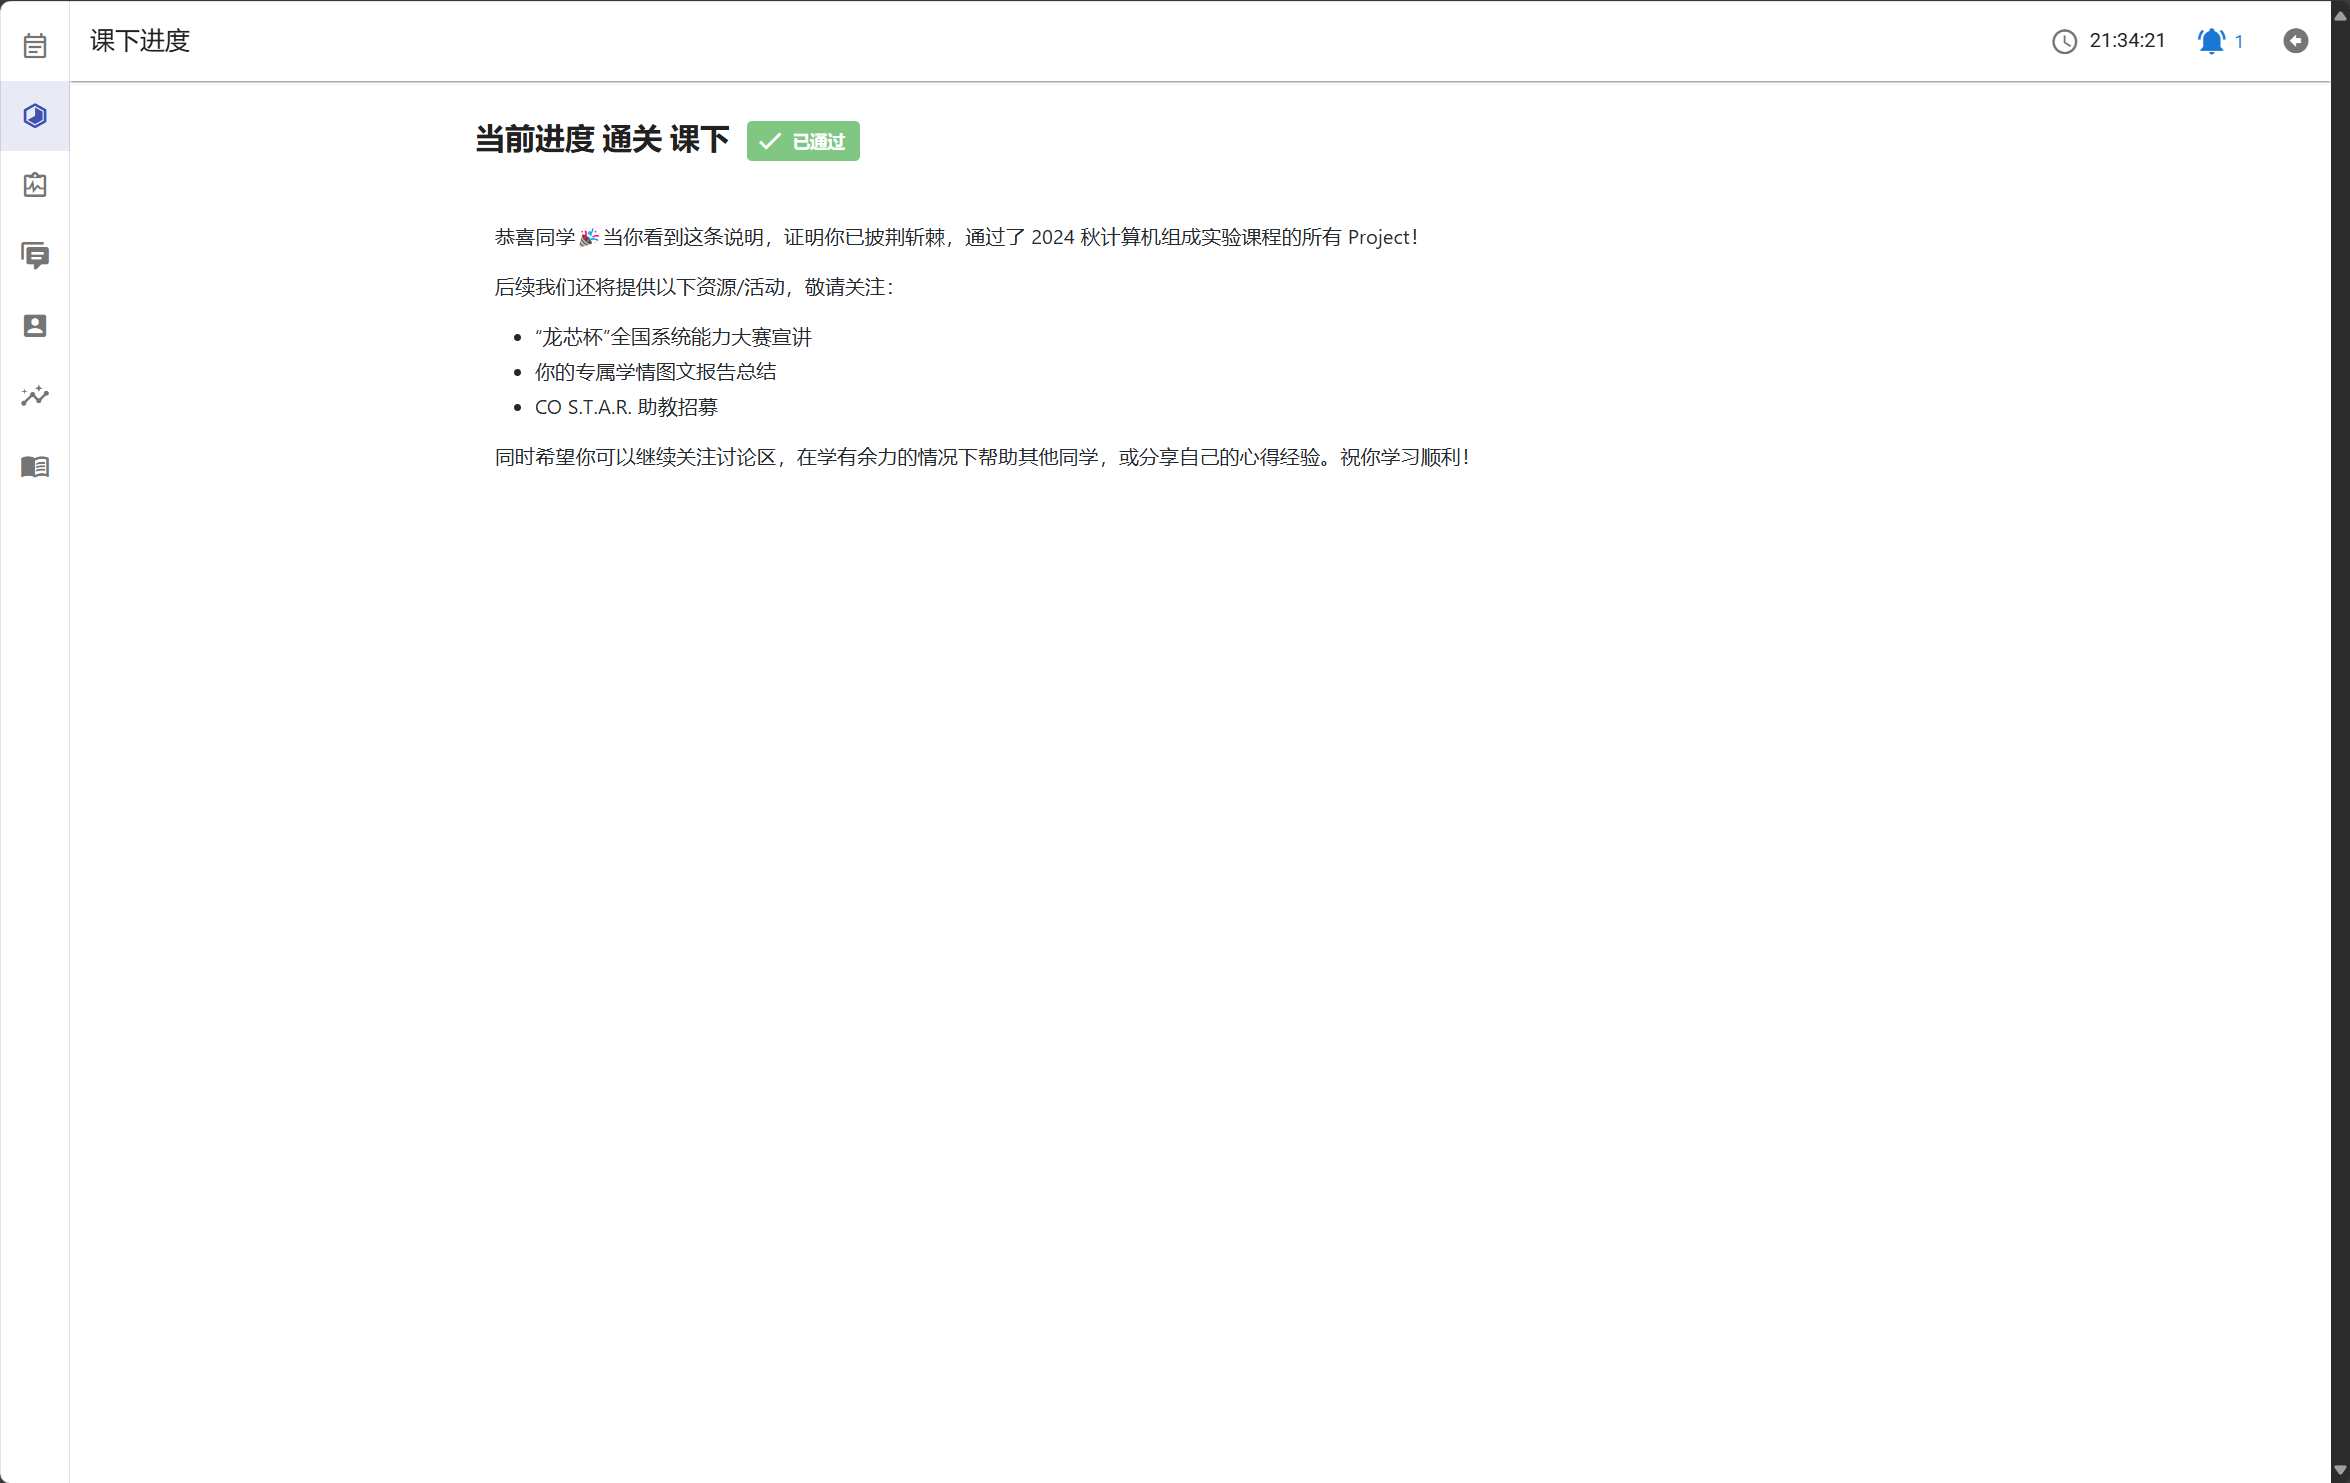 课下进度
21:34:21
1
当前进度 通关 课下
已通过
恭喜同学🎉当你看到这条说明，证明你已披荆斩棘，通过了 2024 秋计算机组成实验课程的所有 Project！
后续我们还将提供以下资源/活动，敬请关注：
“龙芯杯”全国系统能力大赛宣讲
你的专属学情图文报告总结
CO S.T.A.R. 助教招募
同时希望你可以继续关注讨论区，在学有余力的情况下帮助其他同学，或分享自己的心得经验。祝你学习顺利！